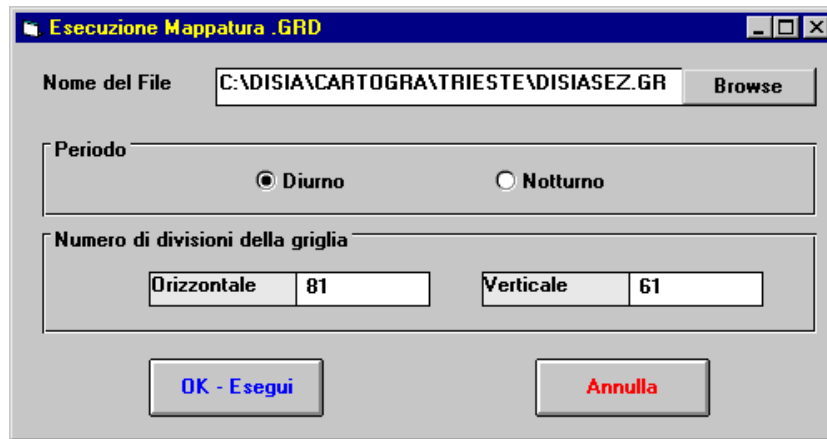 Esecuzione Mappatura .GRD
Nome del File C:\DISIA\CARTOGRA\TRIESTE\DISIASEZ.GR Browse
Periodo
Diurno Notturno
Numero di divisioni della griglia
Orizzontale 81 Verticale 61
OK - Esegui Annulla